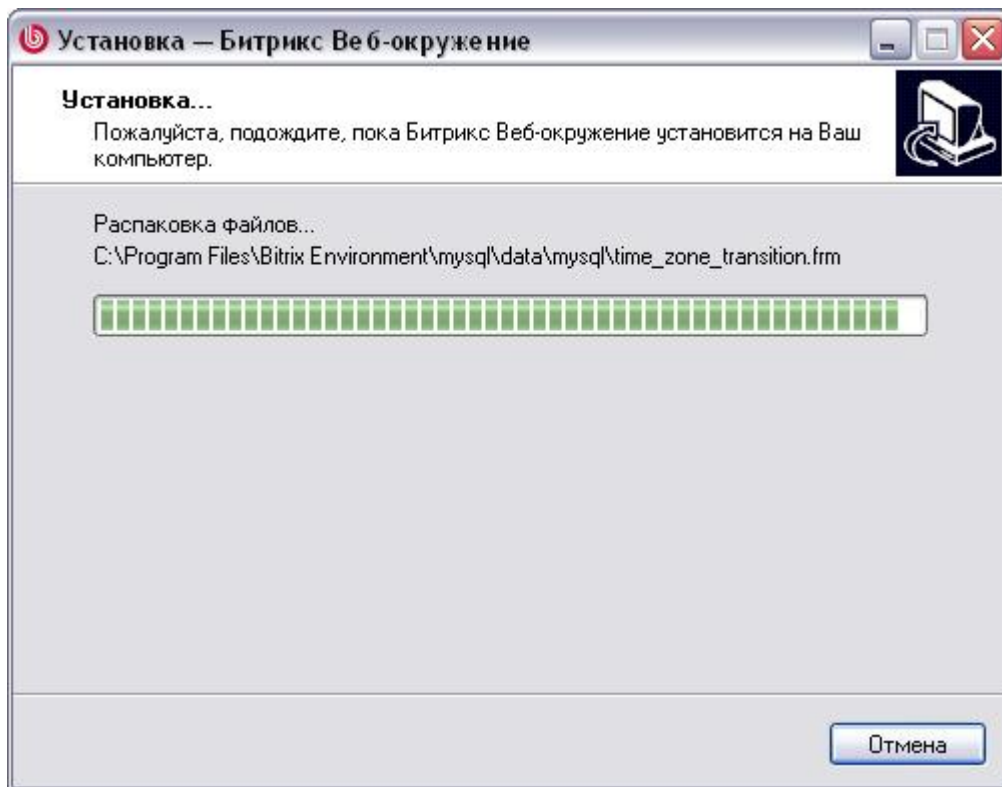 Установка — Битрикс Веб-окружение
Установка...
Пожалуйста, подождите, пока Битрикс Веб-окружение установится на Ваш
компьютер.
Распаковка файлов...
C:\Program Files\Bitrix Environment\mysql\data\mysql\time_zone_transition.frm
Отмена